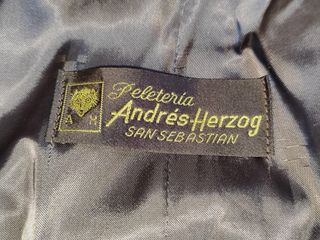 Peletería
Andrés-Herzog
SAN SEBASTIAN
A H